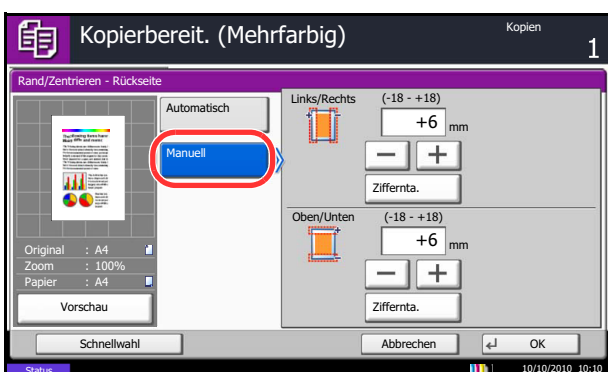 Kopierbereit. (Mehrfarbig)
Kopien
1
Rand/Zentrieren - Rückseite
Automatisch
Manuell
Links/Rechts
(-18 - +18)
+6 mm
Ziffernta.
Oben/Unten
(-18 - +18)
+6 mm
Ziffernta.
Original : A4
Zoom : 100%
Papier : A4
Vorschau
Schnellwahl
Abbrechen
OK
Status
10/10/2010 10:10